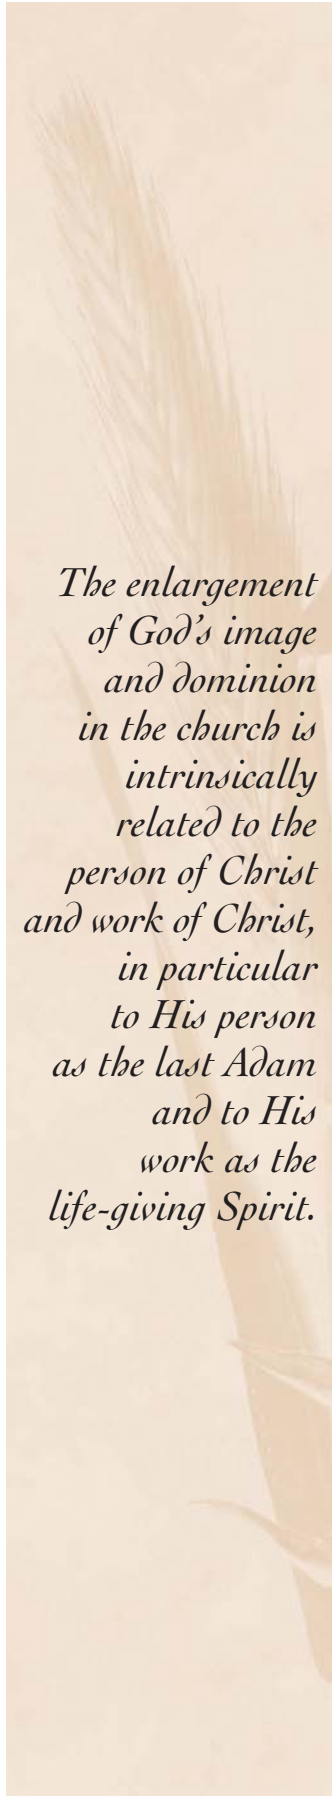 The enlargement
of God’s image
and dominion
in the church is
intrinsically
related to the
person of Christ
and work of Christ,
in particular
to His person
as the last Adam
and to His
work as the
life-giving Spirit.